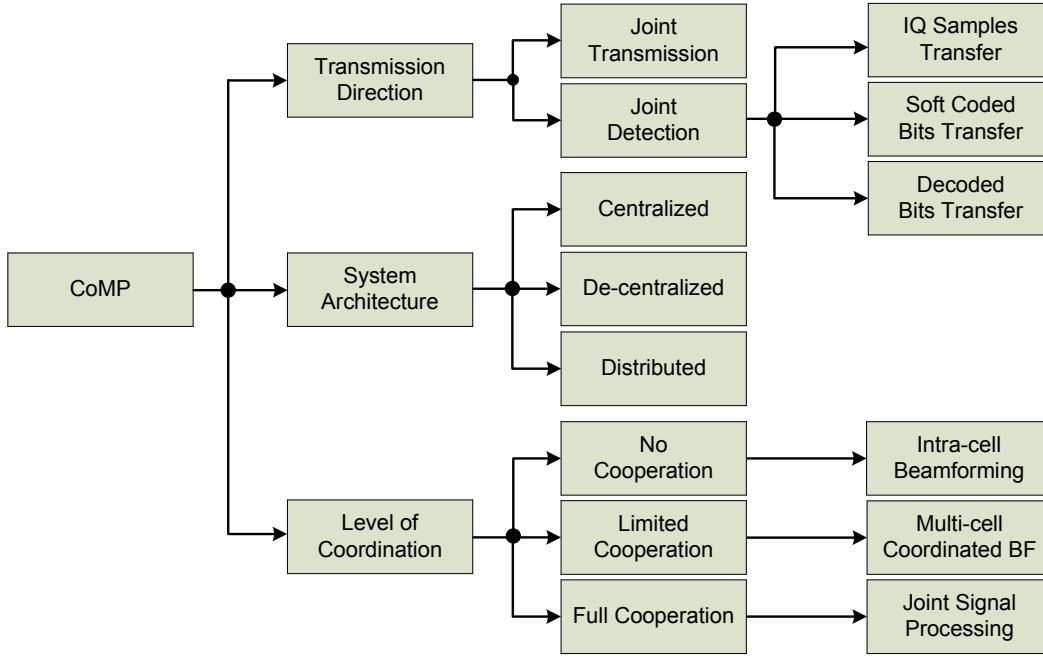 CoMP
Transmission
Direction
Joint
Transmission
Joint
Detection
IQ Samples
Transfer
Soft Coded
Bits Transfer
Decoded
Bits Transfer
System
Architecture
Centralized
De-centralized
Distributed
Level of
Coordination
No
Cooperation
Intra-cell
Beamforming
Limited
Cooperation
Multi-cell
Coordinated BF
Full Cooperation
Joint Signal
Processing